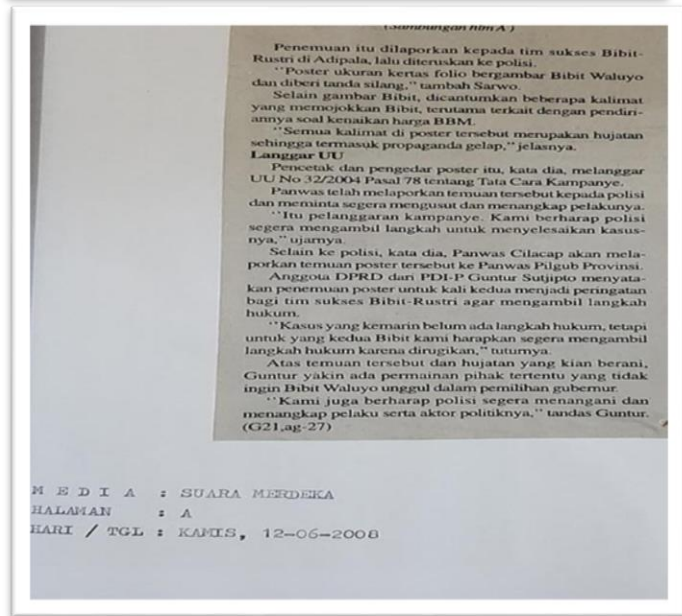 (Sambungan hlm A )
Penemuan itu dilaporkan kepada tim sukses Bibit-
Rustri di Adipala, lalu diteruskan ke polisi.
‘‘Poster ukuran kertas folio bergambar Bibit Waluyo
dan diberi tanda silang,’’ tambah Sarwo.
Selain gambar Bibit, dicantumkan beberapa kalimat
yang memojokkan Bibit, terutama terkait dengan pendiri-
annya soal kenaikan harga BBM.
‘‘Semua kalimat di poster tersebut merupakan hujatan
sehingga termasuk propaganda gelap,’’ jelasnya.
Langgar UU
Pencetak dan pengedar poster itu, kata dia, melanggar
UU No 32/2004 Pasal 78 tentang Tata Cara Kampanye.
Panwas telah melaporkan temuan tersebut kepada polisi
dan meminta segera mengusut dan menangkap pelakunya.
‘‘Itu pelanggaran kampanye. Kami berharap polisi
segera mengambil langkah untuk menyelesaikan kasus-
nya,’’ ujarnya.
Selain ke polisi, kata dia, Panwas Cilacap akan mela-
porkan temuan poster tersebut ke Panwas Pilgub Provinsi.
Anggota DPRD dari PDI-P Guntur Sutjipto menyata-
kan penemuan poster untuk kali kedua menjadi peringatan
bagi tim sukses Bibit-Rustri agar mengambil langkah
hukum.
‘‘Kasus yang kemarin belum ada langkah hukum, tetapi
untuk yang kedua Bibit kami harapkan segera mengambil
langkah hukum karena dirugikan,’’ tuturnya.
Atas temuan tersebut dan hujatan yang kian berani,
Guntur yakin ada permainan pihak tertentu yang tidak
ingin Bibit Waluyo unggul dalam pemilihan gubernur.
‘‘Kami juga berharap polisi segera menangani dan
menangkap pelaku serta aktor politiknya,’’ tandas Guntur.
(G21,ag-27)
M E D I A : SUARA MERDEKA
HALAMAN : A
HARI / TGL : KAMIS, 12-06-2008